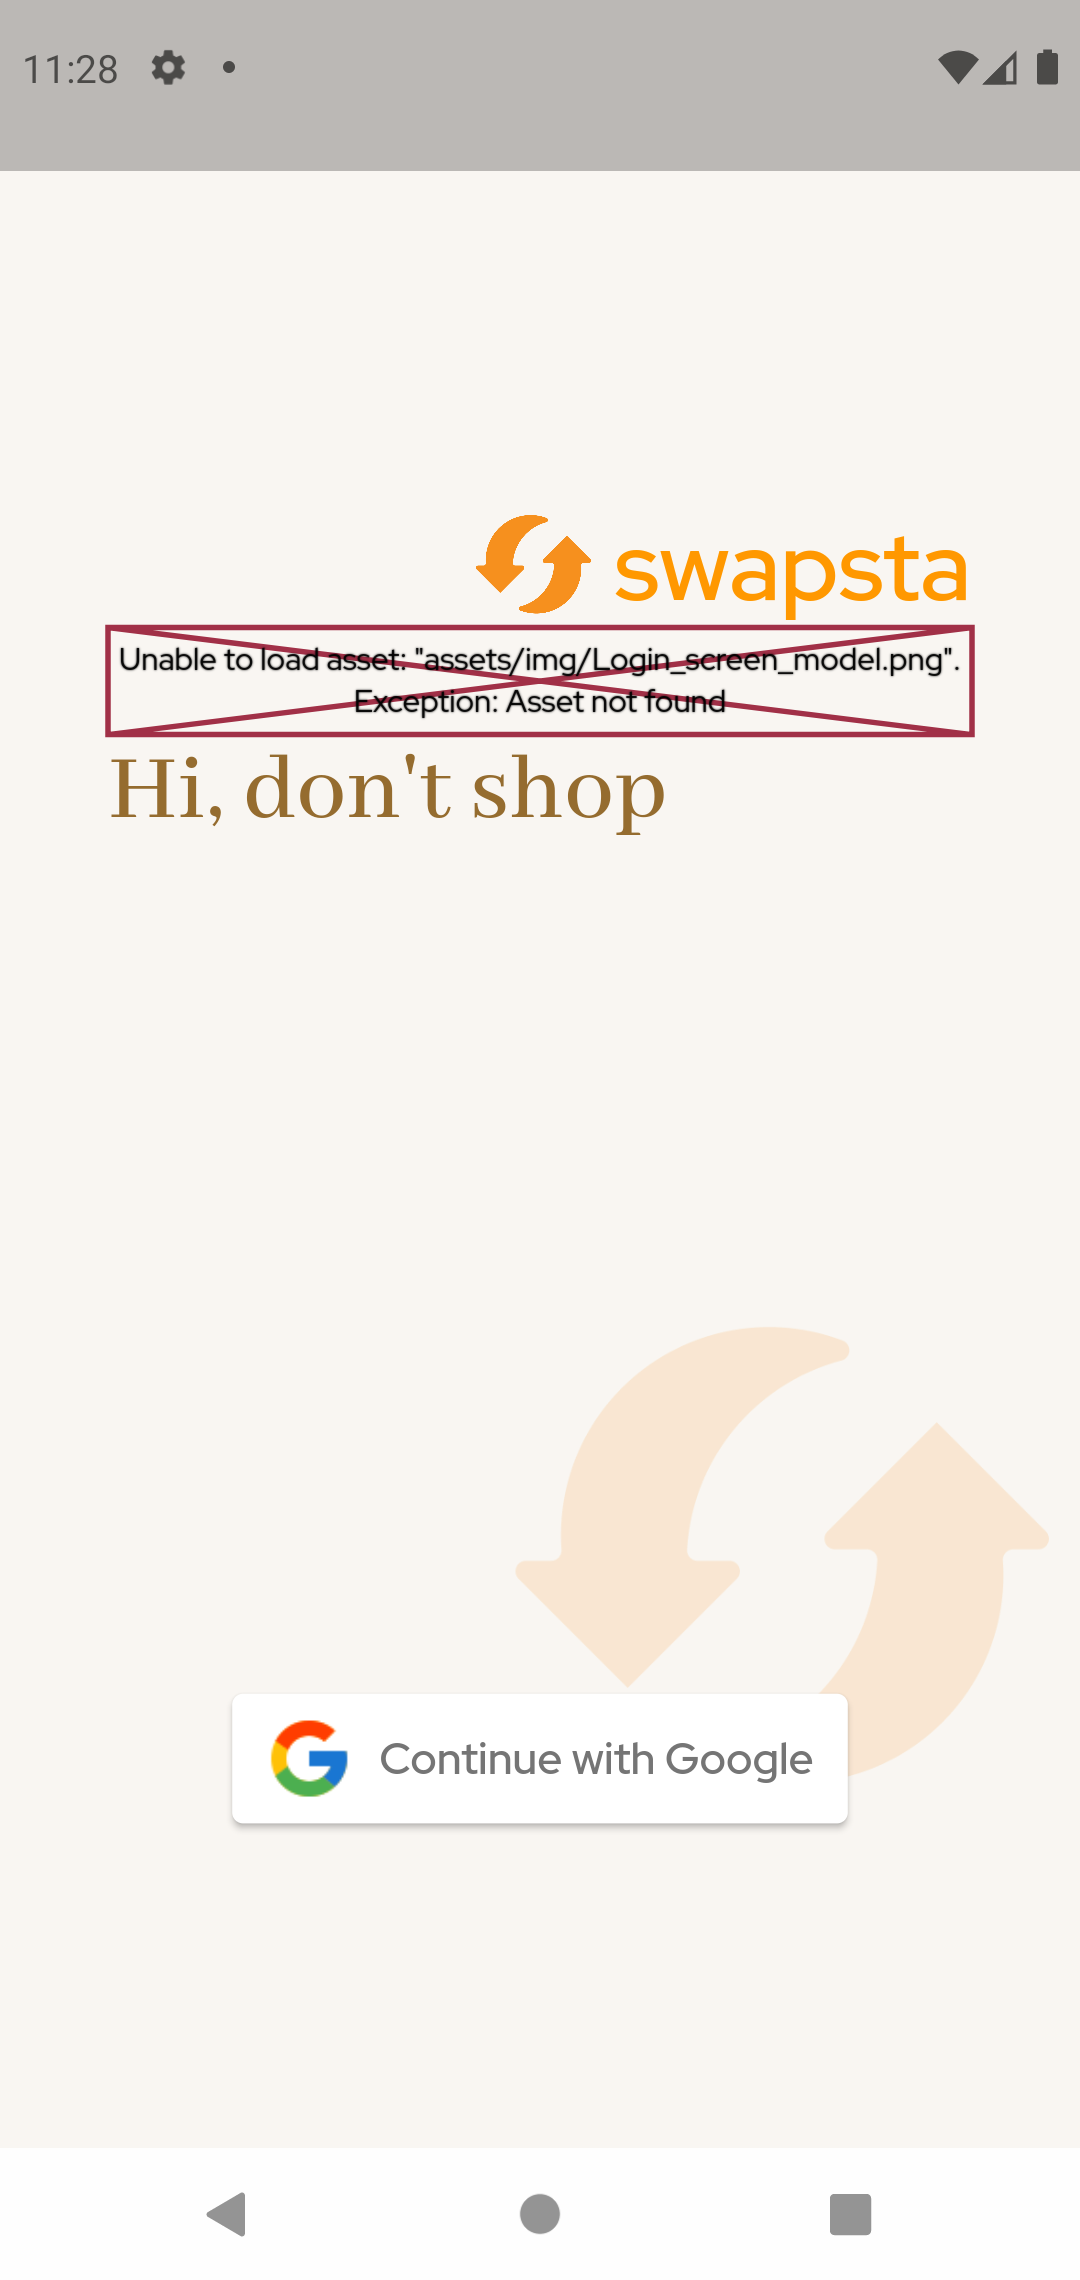 11:28
swapsta
Unable to load asset: "assets/img/Login_screen_model.png".
Exception: Asset not found
Hi, don't shop
Continue with Google